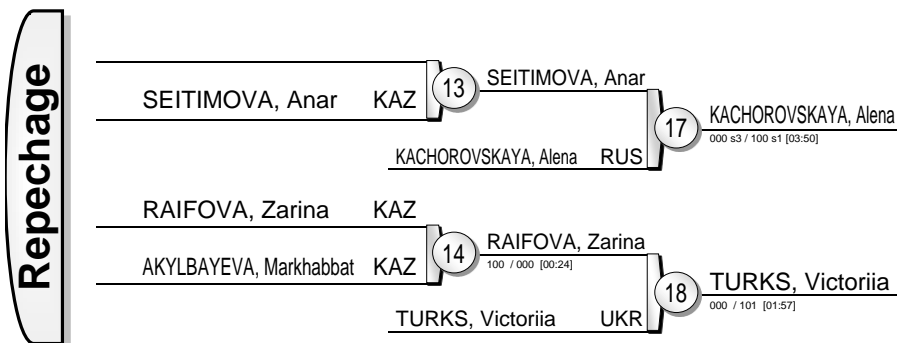 Repechage
SEITIMOVA, Anar KAZ
13
SEITIMOVA, Anar
KACHOROVSKAYA, Alena RUS
17
KACHOROVSKAYA, Alena
000 s3 / 100 s1 [03:50]
RAIFOVA, Zarina KAZ
AKYLBAYEVA, Markhabbat KAZ
14
RAIFOVA, Zarina
100 / 000 [00:24]
TURKS, Victoriia UKR
18
TURKS, Victoriia
000 / 101 [01:57]